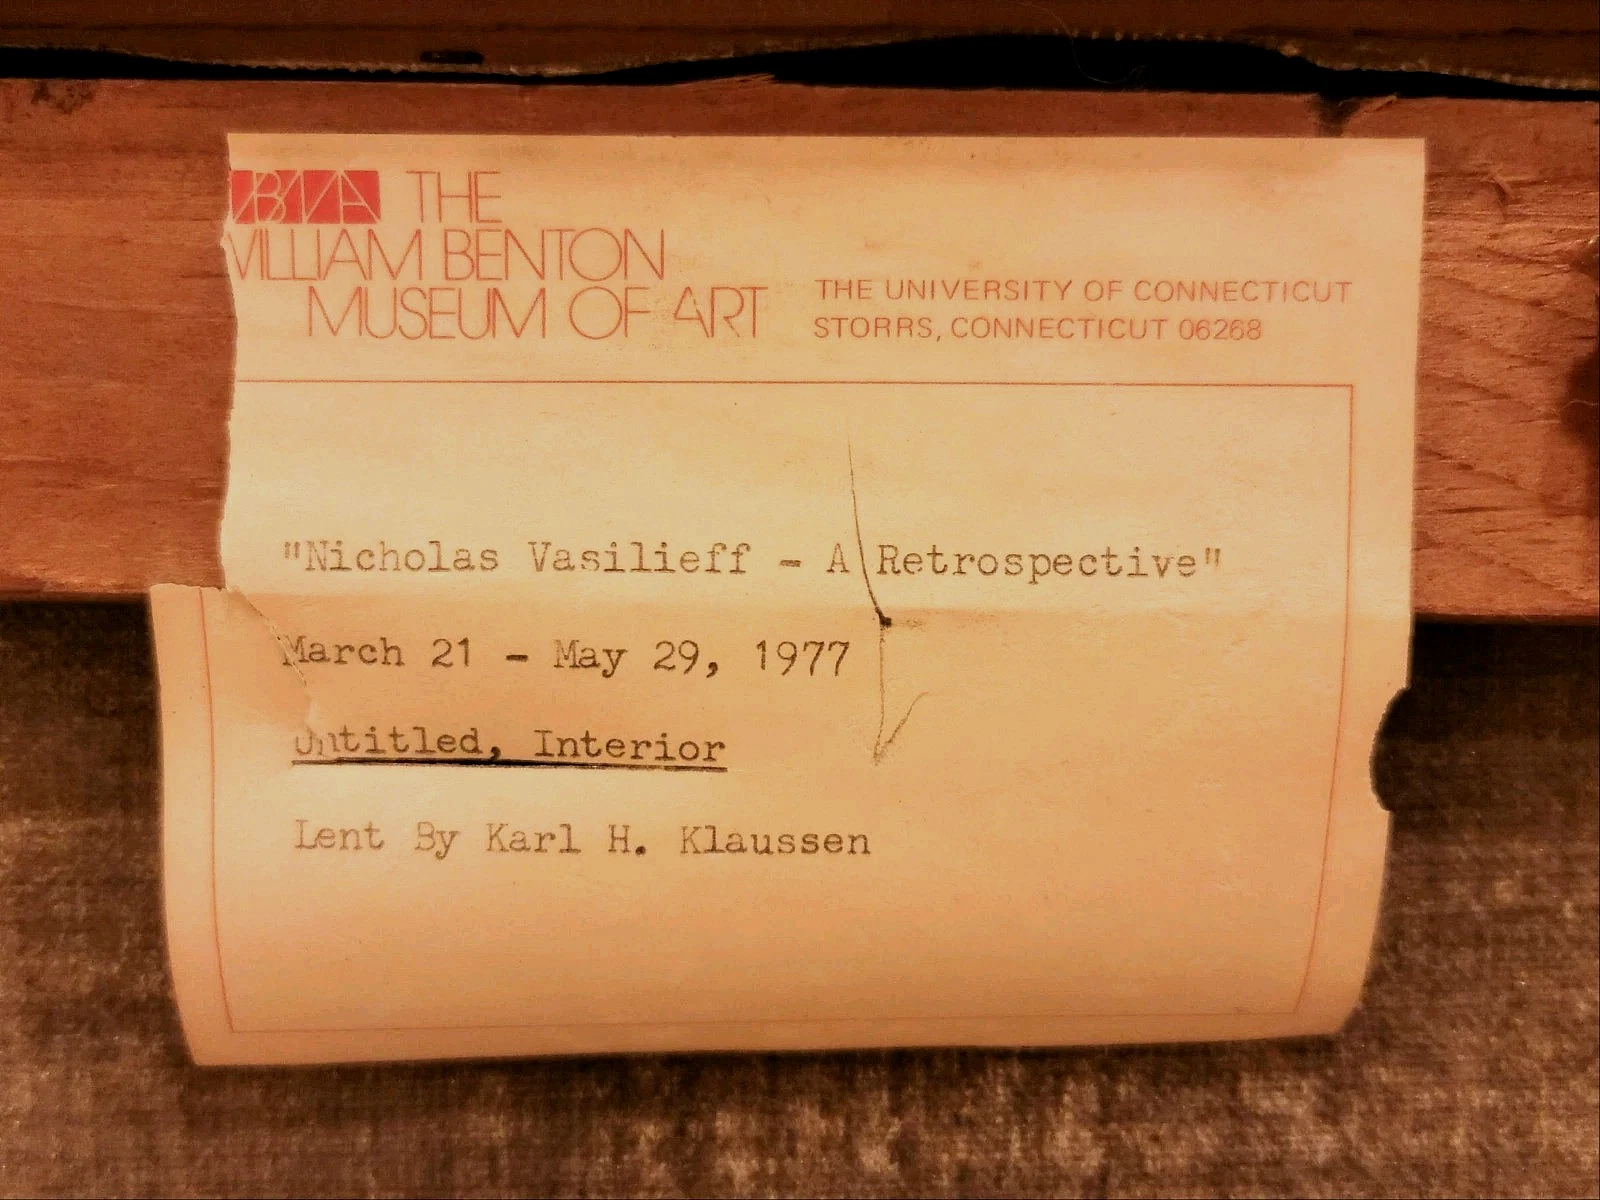 THE
WILLIAM BENTON
MUSEUM OF ART
THE UNIVERSITY OF CONNECTICUT
STORRS, CONNECTICUT 06268
"Nicholas Vasilieff - A Retrospective"
March 21 - May 29, 1977
Untitled, Interior
Lent By Karl H. Klaussen